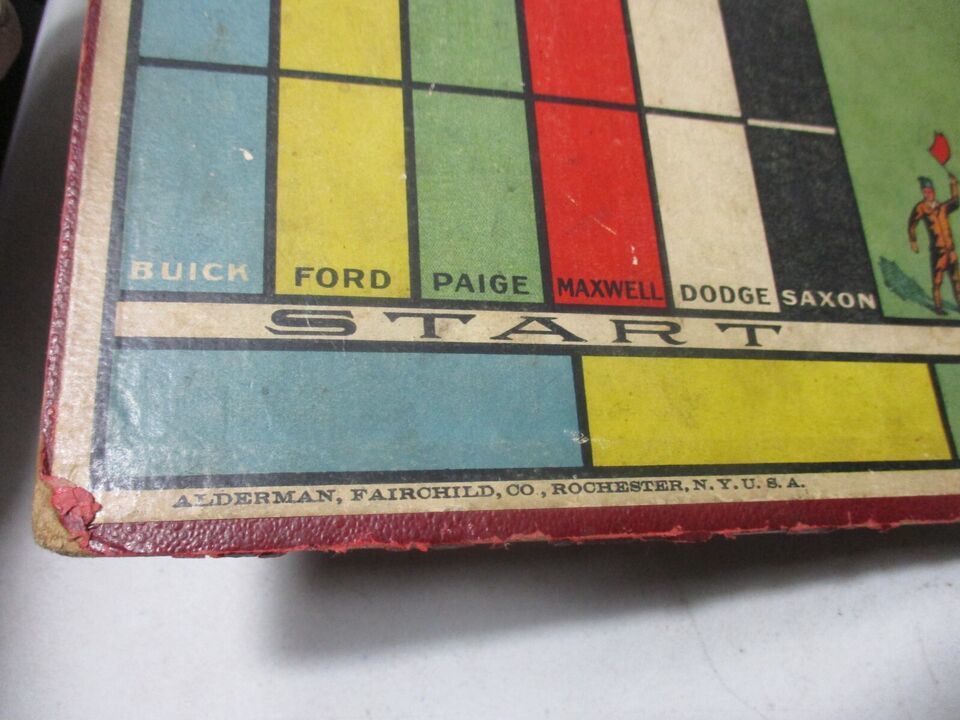 BUICK FORD PAIGE MAXWELL DODGE SAXON
START
ALDERMAN, FAIRCHILD, CO., ROCHESTER, N.Y. U.S.A.